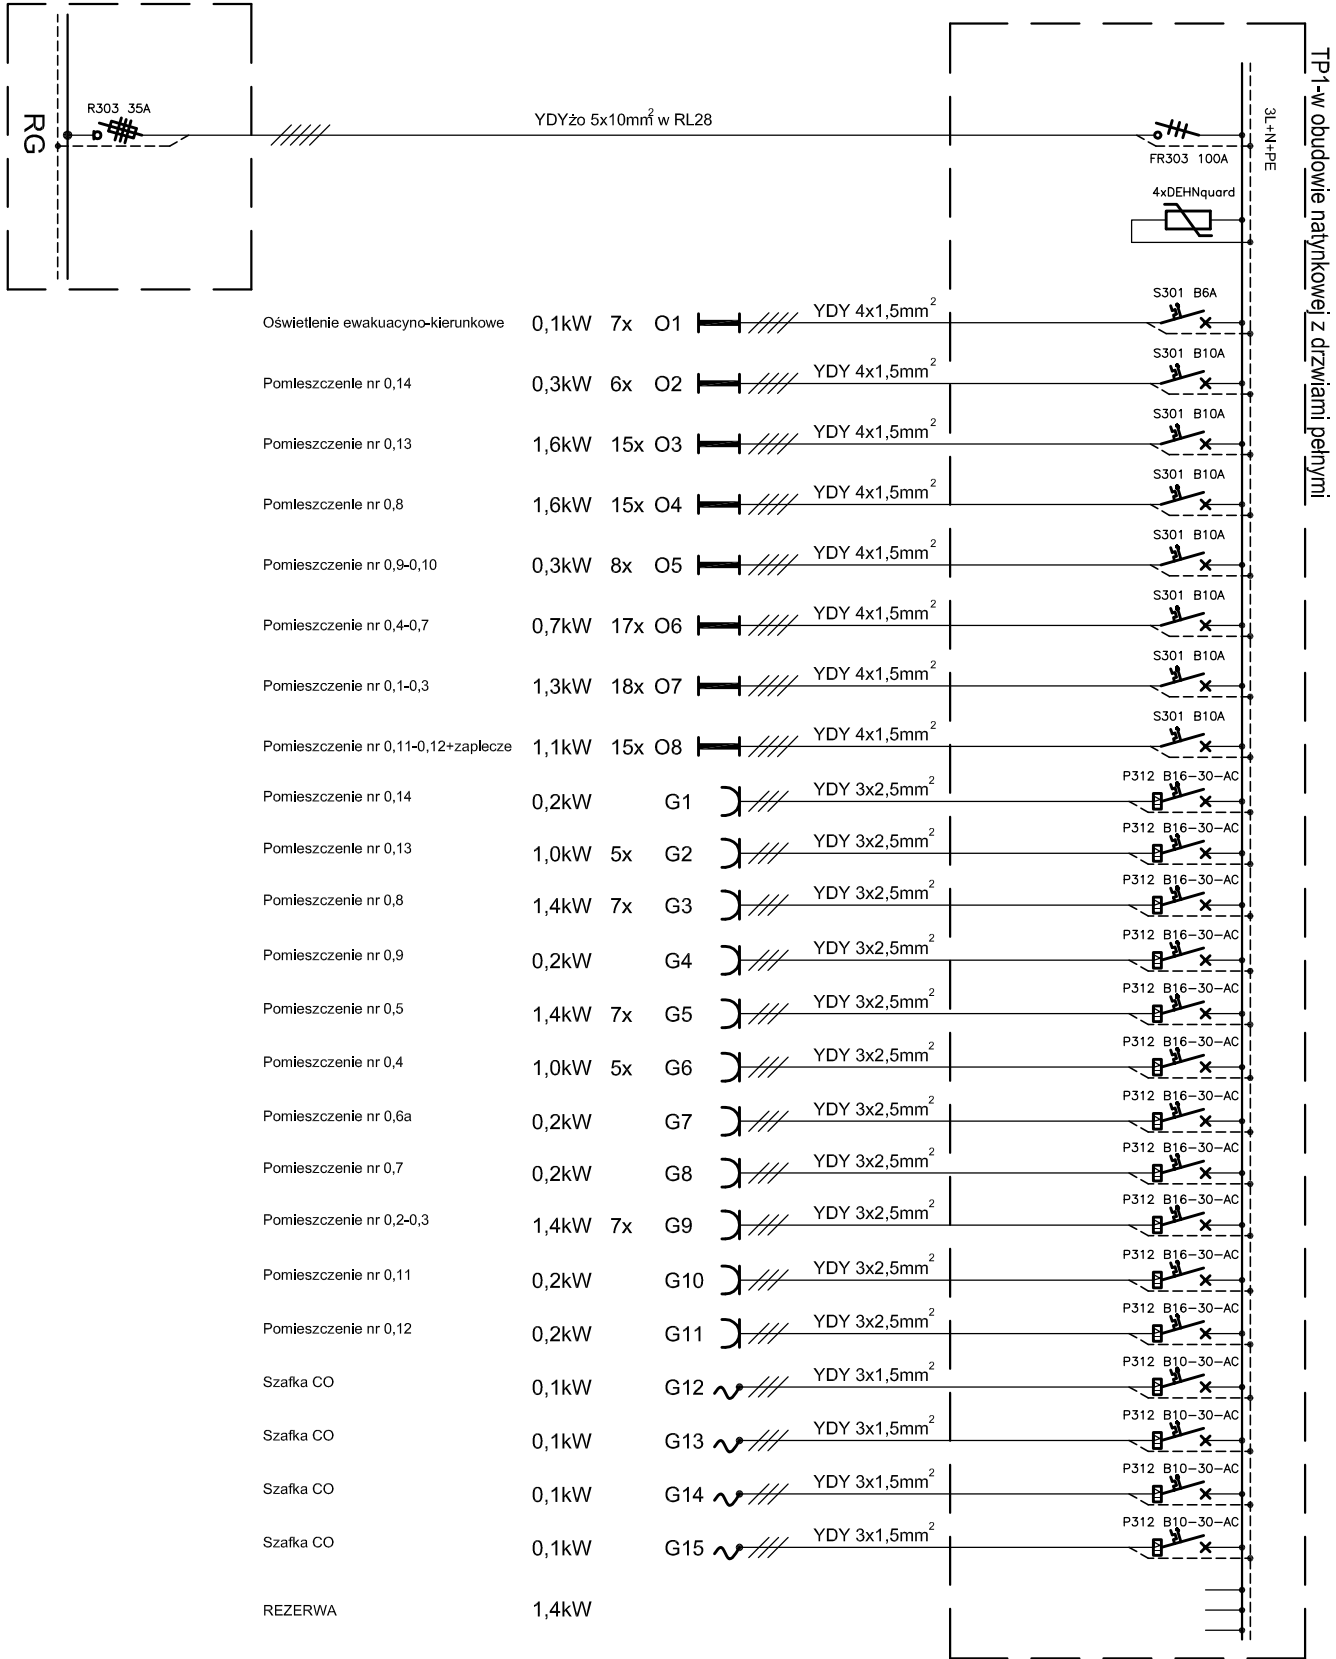 RG
R303 35A
YDYżo 5x10mm² w RL28
FR303 100A
3L+N+PE
TP1-w obudowie natynkowej z drzwiami pełnymi
4xDEHNquard
Oświetlenie ewakuacyno-kierunkowe 0,1kW 7x O1 YDY 4x1,5mm² S301 B6A
Pomieszczenie nr 0,14 0,3kW 6x O2 YDY 4x1,5mm² S301 B10A
Pomieszczenie nr 0,13 1,6kW 15x O3 YDY 4x1,5mm² S301 B10A
Pomieszczenie nr 0,8 1,6kW 15x O4 YDY 4x1,5mm² S301 B10A
Pomieszczenie nr 0,9-0,10 0,3kW 8x O5 YDY 4x1,5mm² S301 B10A
Pomieszczenie nr 0,4-0,7 0,7kW 17x O6 YDY 4x1,5mm² S301 B10A
Pomieszczenie nr 0,1-0,3 1,3kW 18x O7 YDY 4x1,5mm² S301 B10A
Pomieszczenie nr 0,11-0,12+zaplecze 1,1kW 15x O8 YDY 4x1,5mm² S301 B10A
Pomieszczenie nr 0,14 0,2kW G1 YDY 3x2,5mm² P312 B16-30-AC
Pomieszczenie nr 0,13 1,0kW 5x G2 YDY 3x2,5mm² P312 B16-30-AC
Pomieszczenie nr 0,8 1,4kW 7x G3 YDY 3x2,5mm² P312 B16-30-AC
Pomieszczenie nr 0,9 0,2kW G4 YDY 3x2,5mm² P312 B16-30-AC
Pomieszczenie nr 0,5 1,4kW 7x G5 YDY 3x2,5mm² P312 B16-30-AC
Pomieszczenie nr 0,4 1,0kW 5x G6 YDY 3x2,5mm² P312 B16-30-AC
Pomieszczenie nr 0,6a 0,2kW G7 YDY 3x2,5mm² P312 B16-30-AC
Pomieszczenie nr 0,7 0,2kW G8 YDY 3x2,5mm² P312 B16-30-AC
Pomieszczenie nr 0,2-0,3 1,4kW 7x G9 YDY 3x2,5mm² P312 B16-30-AC
Pomieszczenie nr 0,11 0,2kW G10 YDY 3x2,5mm² P312 B16-30-AC
Pomieszczenie nr 0,12 0,2kW G11 YDY 3x2,5mm² P312 B16-30-AC
Szafka CO 0,1kW G12 YDY 3x1,5mm² P312 B10-30-AC
Szafka CO 0,1kW G13 YDY 3x1,5mm² P312 B10-30-AC
Szafka CO 0,1kW G14 YDY 3x1,5mm² P312 B10-30-AC
Szafka CO 0,1kW G15 YDY 3x1,5mm² P312 B10-30-AC
REZERWA 1,4kW